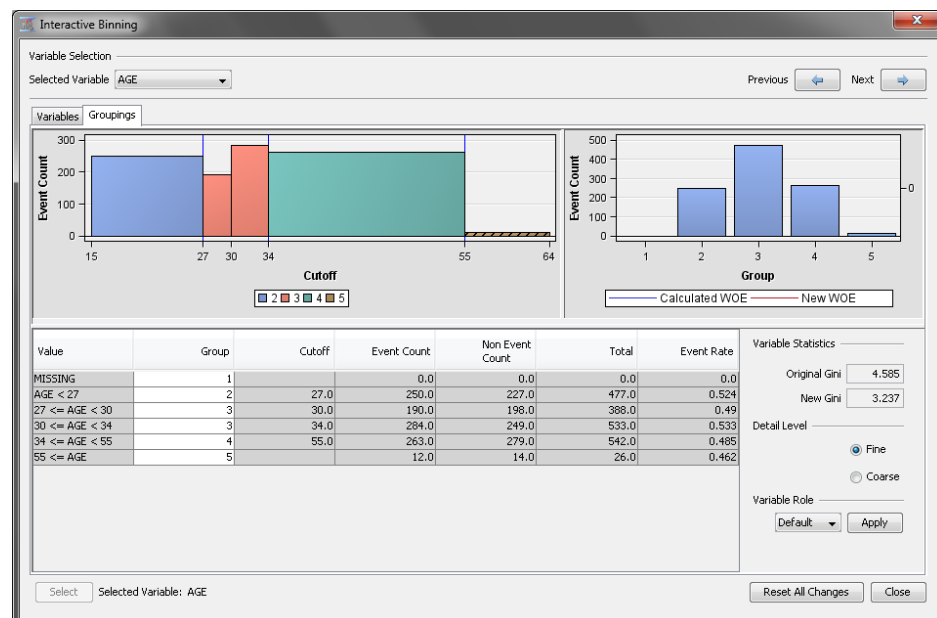 Interactive Binning
Variable Selection
Selected Variable AGE Previous Next
Variables Groupings
Event Count
300
200
100
0
15 27 30 34 55 64
Cutoff
2 3 4 5
Event Count
500
400
300
200
100
0
0
1 2 3 4 5
Group
Calculated WOE New WOE
Value Group Cutoff Event Count Non Event Count Total Event Rate
MISSING 1 0.0 0.0 0.0 0.0
AGE < 27 2 27.0 250.0 227.0 477.0 0.524
27 <= AGE < 30 3 30.0 190.0 198.0 388.0 0.49
30 <= AGE < 34 3 34.0 284.0 249.0 533.0 0.533
34 <= AGE < 55 4 55.0 263.0 279.0 542.0 0.485
55 <= AGE 5 12.0 14.0 26.0 0.462
Variable Statistics
Original Gini 4.585
New Gini 3.237
Detail Level
Fine
Coarse
Variable Role
Default Apply
Select Selected Variable: AGE Reset All Changes Close